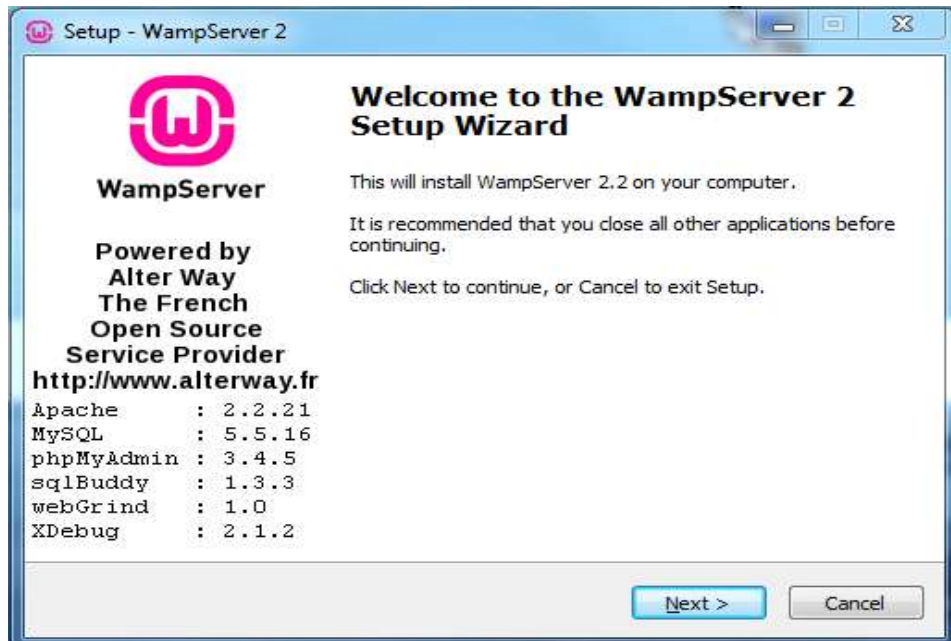 Setup - WampServer 2
WampServer
Powered by
Alter Way
The French
Open Source
Service Provider
http://www.alterway.fr
Apache : 2.2.21
MySQL : 5.5.16
phpMyAdmin : 3.4.5
sqlBuddy : 1.3.3
webGrind : 1.0
XDebug : 2.1.2
Welcome to the WampServer 2
Setup Wizard
This will install WampServer 2.2 on your computer.
It is recommended that you close all other applications before
continuing.
Click Next to continue, or Cancel to exit Setup.
Next >
Cancel